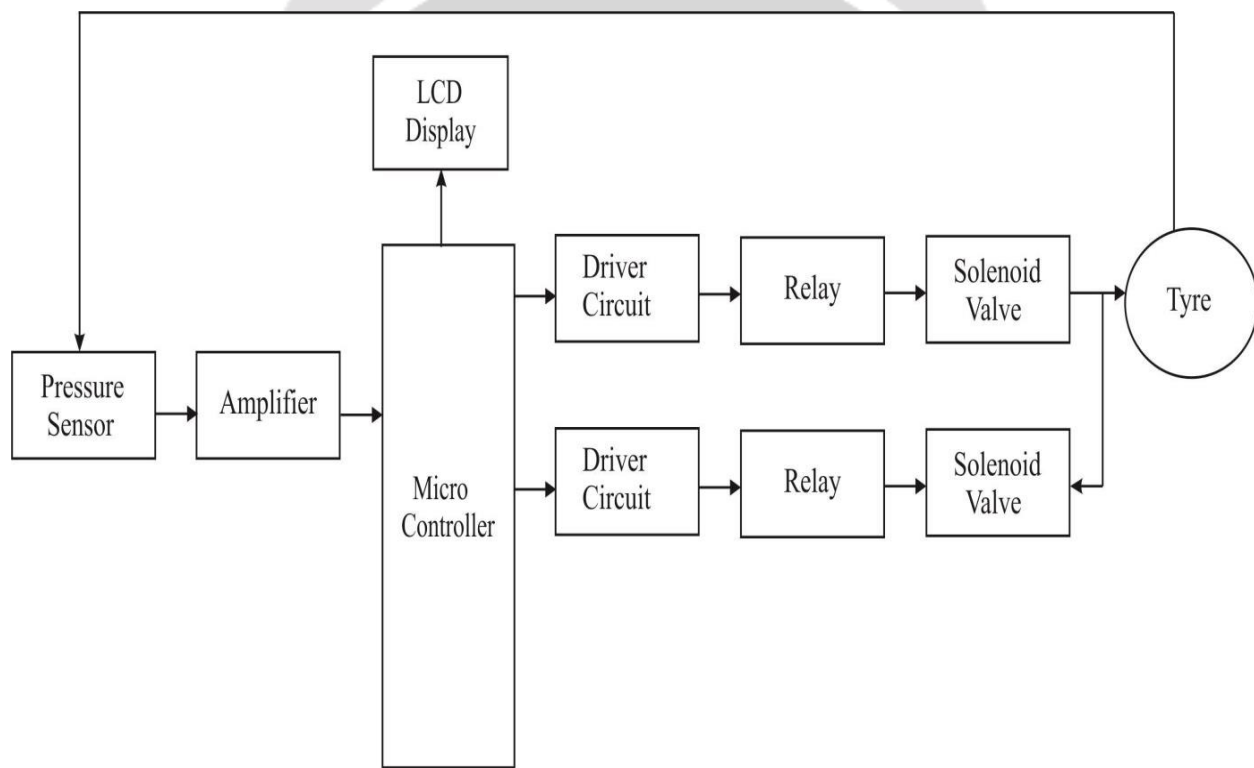 LCD
Display
Driver
Circuit
Relay
Solenoid
Valve
Tyre
Pressure
Sensor
Amplifier
Micro
Controller
Driver
Circuit
Relay
Solenoid
Valve